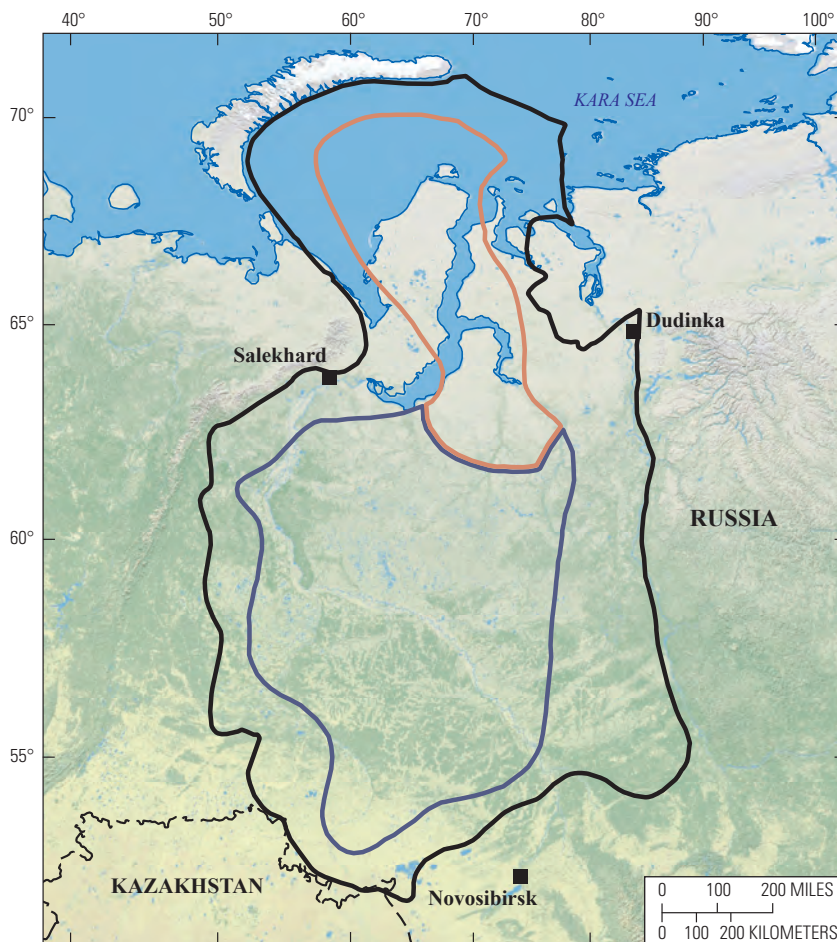 40° 50° 60° 70° 80° 90° 100°
KARA SEA
70°
65°
Dudinka
Salekhard
RUSSIA
60°
55°
KAZAKHSTAN
Novosibirsk
0 100 200 MILES
0 100 200 KILOMETERS